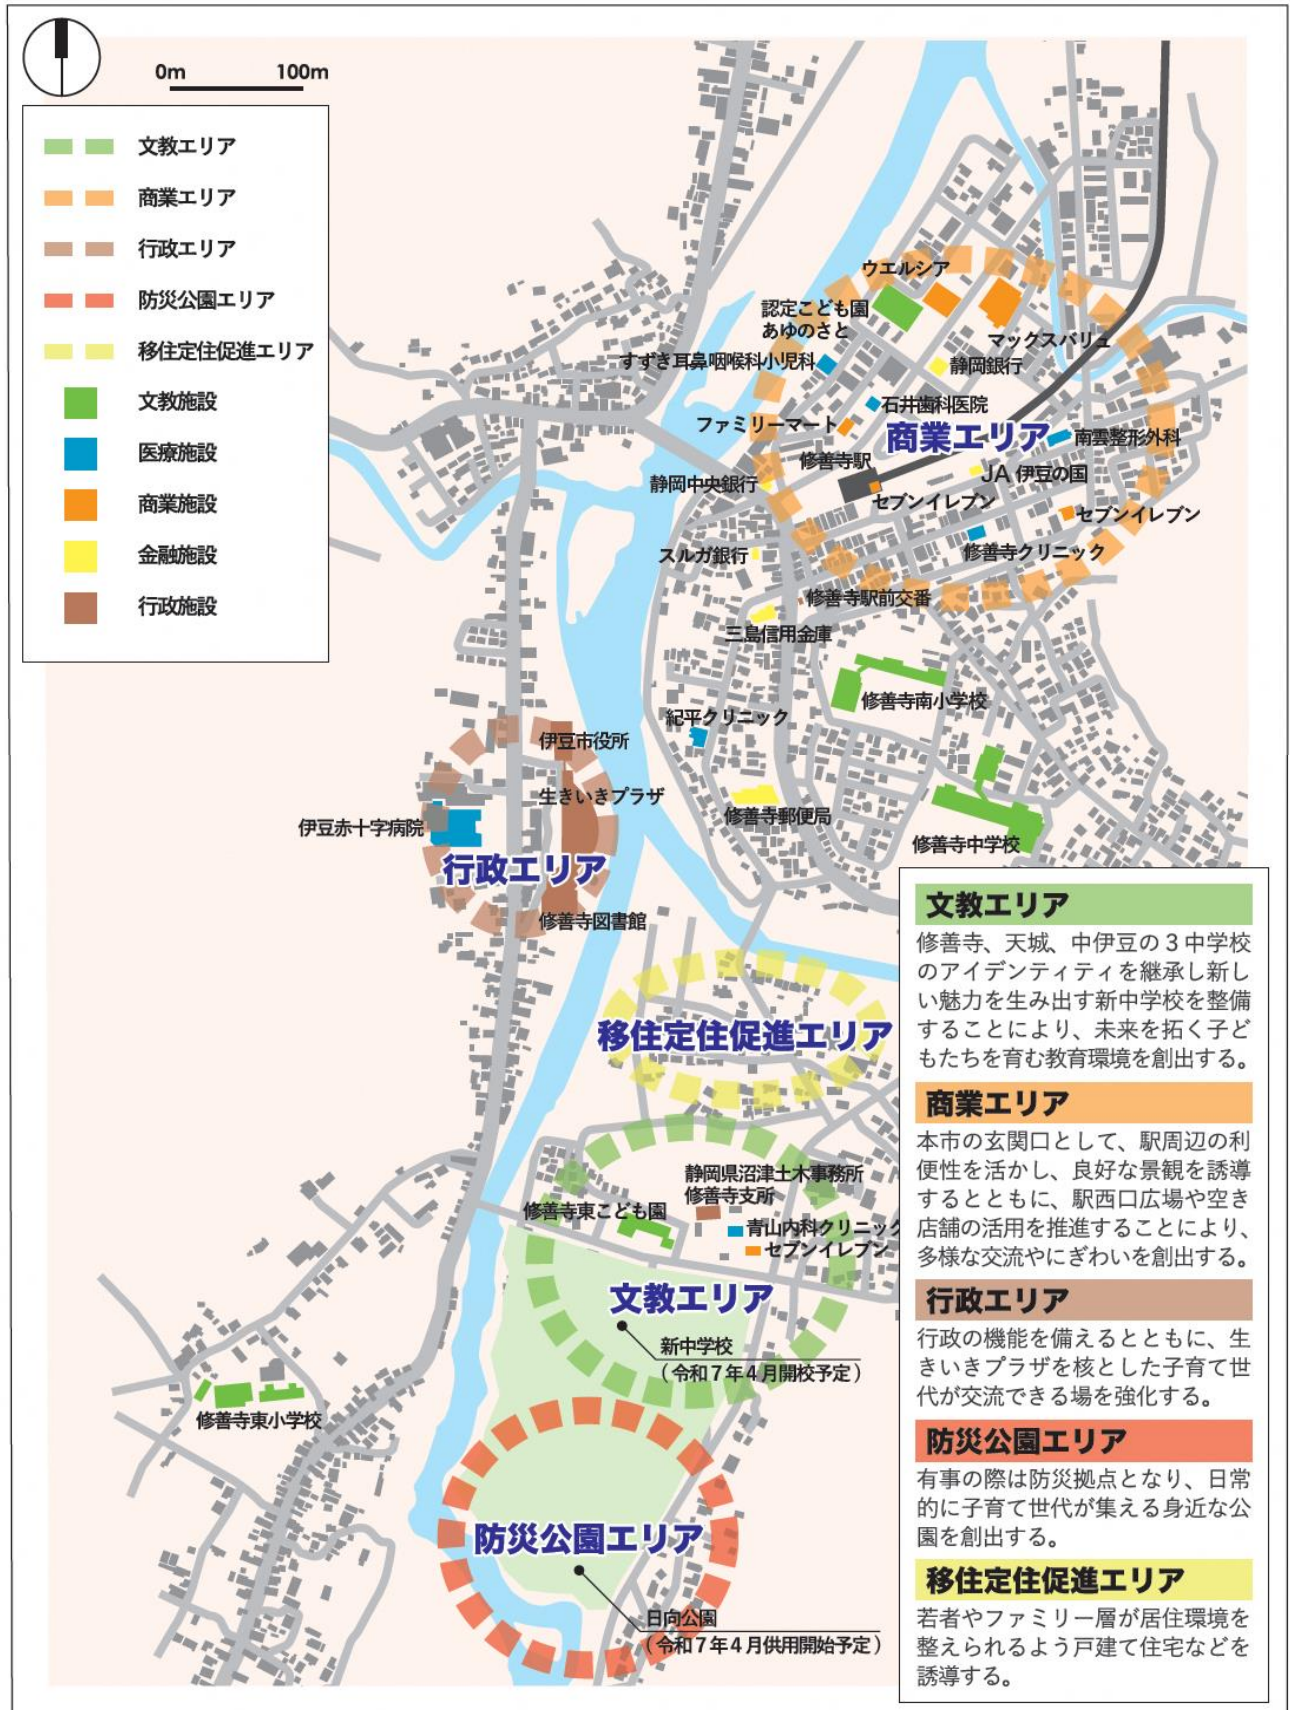 0m 100m
文教エリア
商業エリア
行政エリア
防災公園エリア
移住定住促進エリア
文教施設
医療施設
商業施設
金融施設
行政施設
ウエルシア
認定こども園
あゆのさと
マックスバリュ
すずき耳鼻咽喉科小児科
静岡銀行
石井歯科医院
ファミリーマート
商業エリア
南雲整形外科
修善寺駅
JA 伊豆の国
静岡中央銀行
セブンイレブン
セブンイレブン
スルガ銀行
修善寺クリニック
修善寺駅前交番
三島信用金庫
修善寺南小学校
紀平クリニック
伊豆市役所
生きいきプラザ
修善寺郵便局
伊豆赤十字病院
修善寺中学校
行政エリア
修善寺図書館
移住定住促進エリア
静岡県沼津土木事務所
修善寺支所
修善寺東こども園
青山内科クリニック
セブンイレブン
文教エリア
新中学校
(令和7年4月開校予定)
修善寺東小学校
防災公園エリア
日向公園
(令和7年4月供用開始予定)
文教エリア
修善寺、天城、中伊豆の3中学校
のアイデンティティを継承し新し
い魅力を生み出す新中学校を整備
することにより、未来を拓く子ど
もたちを育む教育環境を創出する。
商業エリア
本市の玄関口として、駅周辺の利
便性を活かし、良好な景観を誘導
するとともに、駅西口広場や空き
店舗の活用を推進することにより、
多様な交流やにぎわいを創出する。
行政エリア
行政の機能を備えるとともに、生
きいきプラザを核とした子育て世
代が交流できる場を強化する。
防災公園エリア
有事の際は防災拠点となり、日常
的に子育て世代が集える身近な公
園を創出する。
移住定住促進エリア
若者やファミリー層が居住環境を
整えられるよう戸建て住宅などを
誘導する。